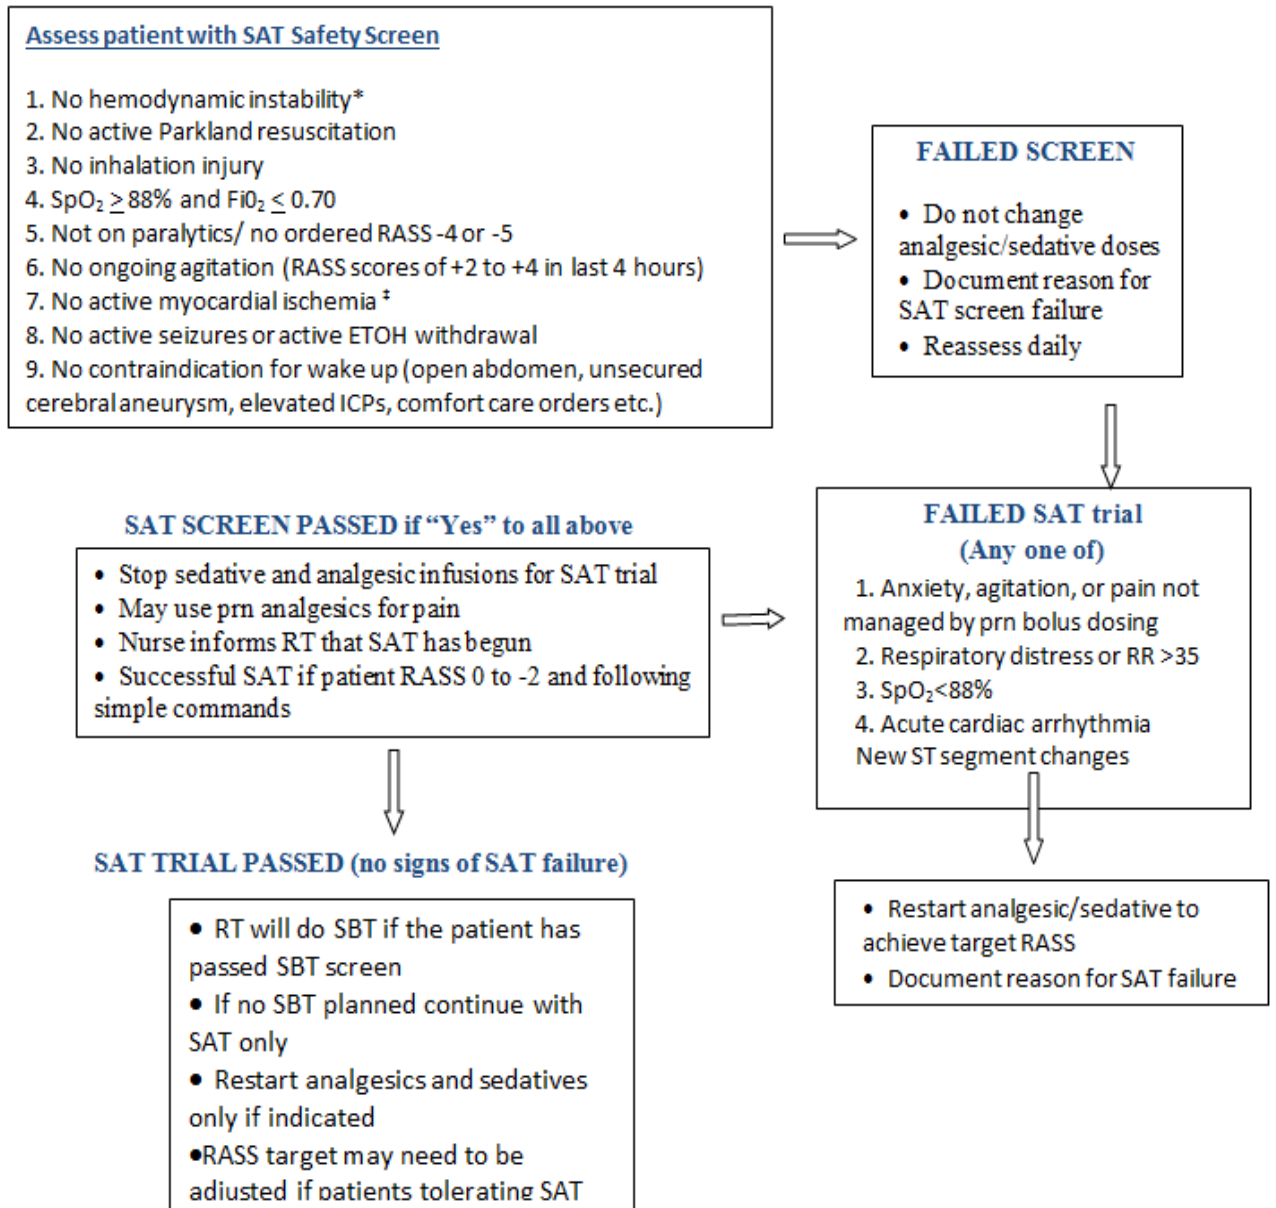 Assess patient with SAT Safety Screen
1. No hemodynamic instability*
2. No active Parkland resuscitation
3. No inhalation injury
4. SpO₂ ≥ 88% and Fi0₂ ≤ 0.70
5. Not on paralytics/ no ordered RASS -4 or -5
6. No ongoing agitation (RASS scores of +2 to +4 in last 4 hours)
7. No active myocardial ischemia ‡
8. No active seizures or active ETOH withdrawal
9. No contraindication for wake up (open abdomen, unsecured
cerebral aneurysm, elevated ICPs, comfort care orders etc.)
FAILED SCREEN
• Do not change
analgesic/sedative doses
• Document reason for
SAT screen failure
• Reassess daily
SAT SCREEN PASSED if “Yes” to all above
• Stop sedative and analgesic infusions for SAT trial
• May use prn analgesics for pain
• Nurse informs RT that SAT has begun
• Successful SAT if patient RASS 0 to -2 and following
simple commands
FAILED SAT trial
(Any one of)
1. Anxiety, agitation, or pain not
managed by prn bolus dosing
2. Respiratory distress or RR >35
3. SpO₂<88%
4. Acute cardiac arrhythmia
New ST segment changes
SAT TRIAL PASSED (no signs of SAT failure)
• RT will do SBT if the patient has
passed SBT screen
• If no SBT planned continue with
SAT only
• Restart analgesics and sedatives
only if indicated
•RASS target may need to be
adjusted if patients tolerating SAT
• Restart analgesic/sedative to
achieve target RASS
• Document reason for SAT failure